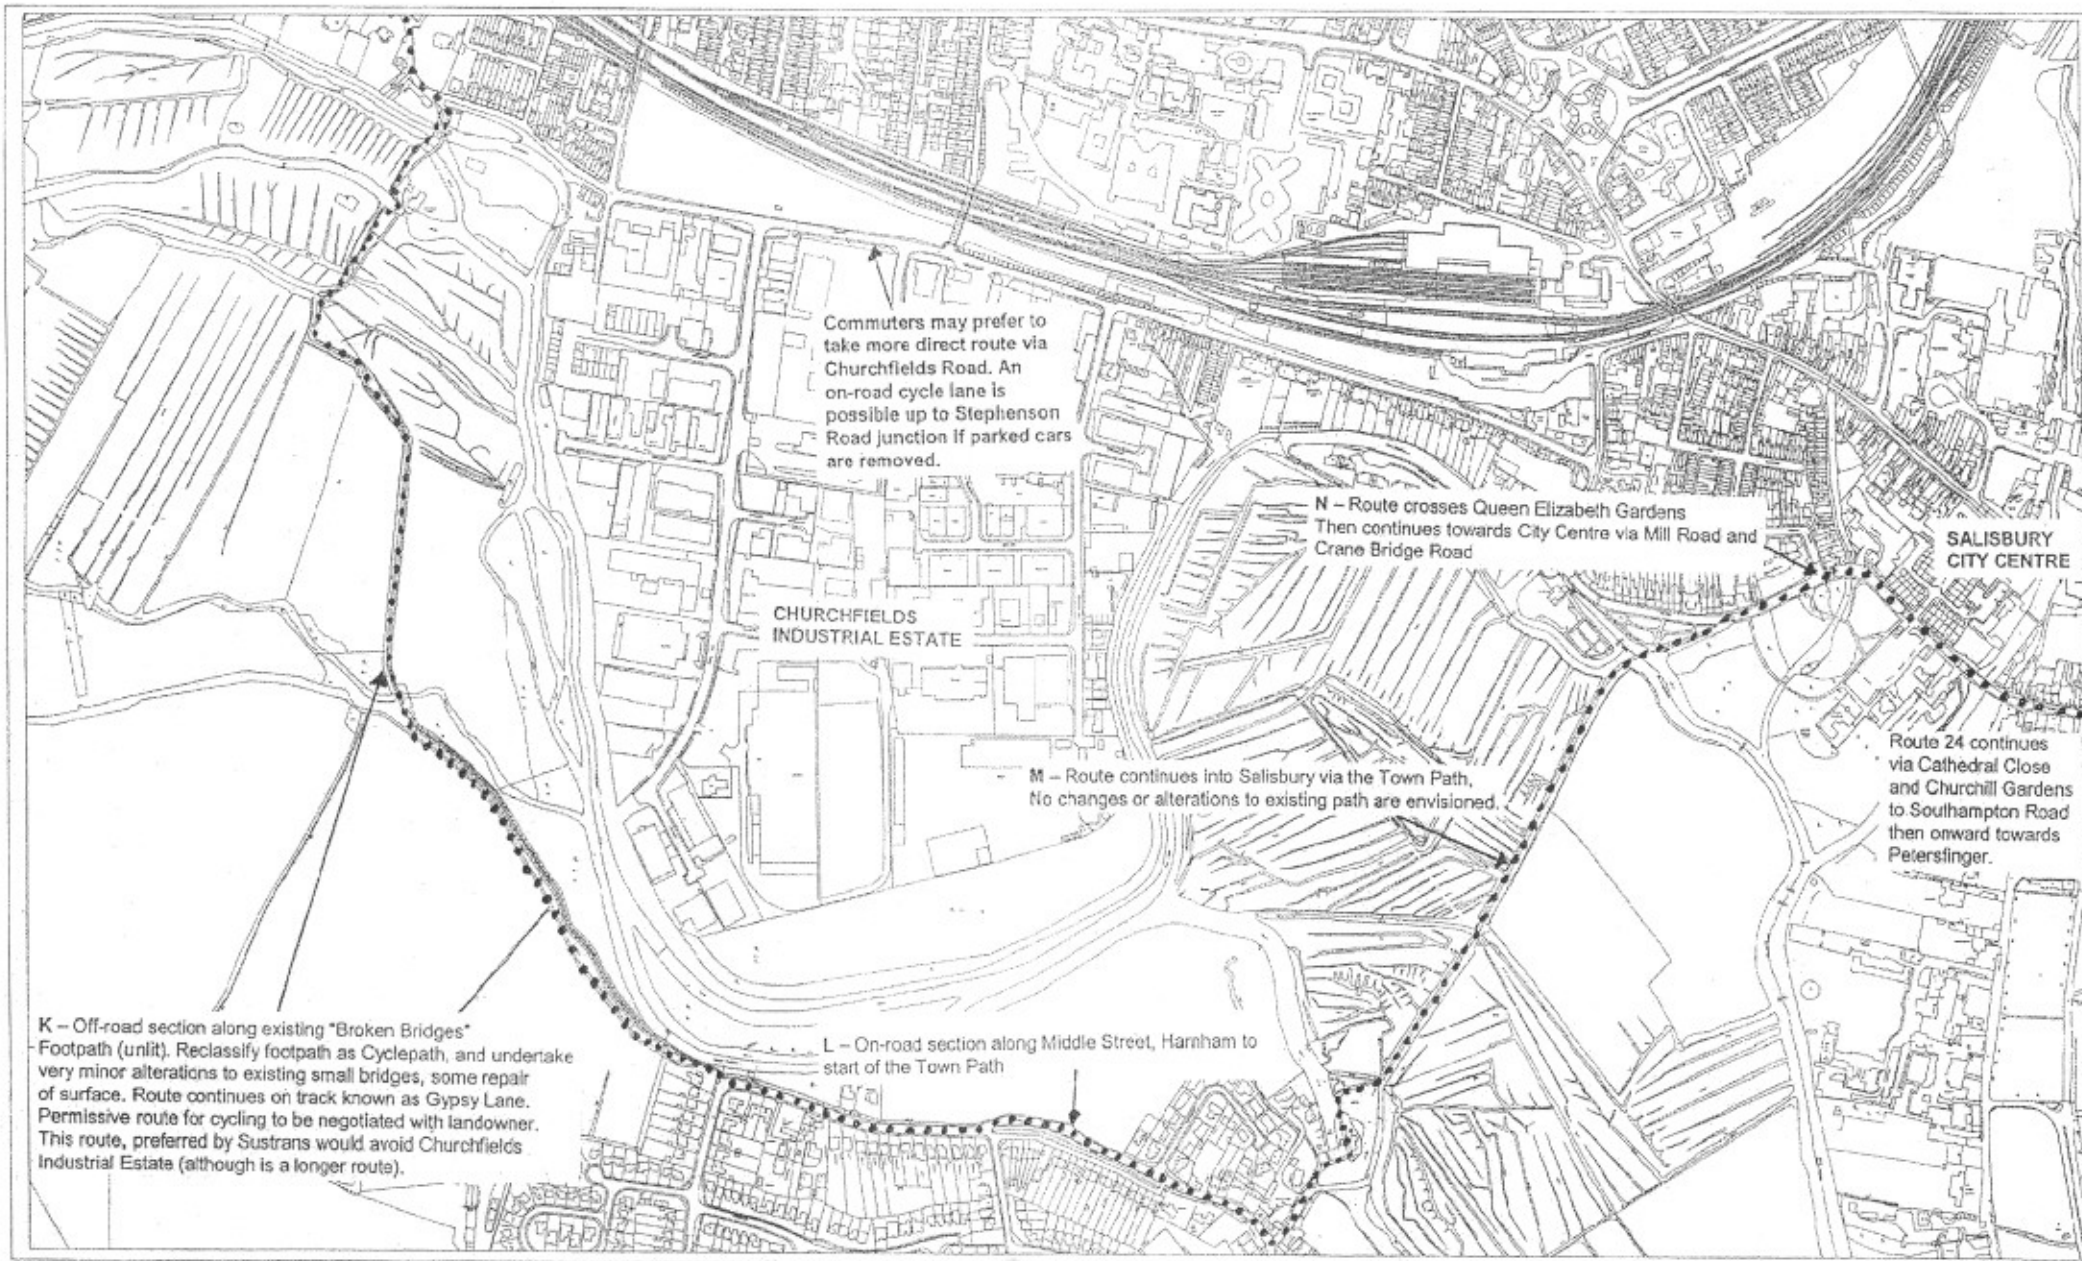 Commuters may prefer to
take more direct route via
Churchfields Road. An
on-road cycle lane is
possible up to Stephenson
Road junction if parked cars
are removed.
N – Route crosses Queen Elizabeth Gardens
Then continues towards City Centre via Mill Road and
Crane Bridge Road
SALISBURY
CITY CENTRE
CHURCHFIELDS
INDUSTRIAL ESTATE
M – Route continues into Salisbury via the Town Path,
No changes or alterations to existing path are envisioned.
Route 24 continues
via Cathedral Close
and Churchill Gardens
to Southampton Road
then onward towards
Petersfinger.
K – Off-road section along existing "Broken Bridges"
Footpath (unlit). Reclassify footpath as Cyclepath, and undertake
very minor alterations to existing small bridges, some repair
of surface. Route continues on track known as Gypsy Lane.
Permissive route for cycling to be negotiated with landowner.
This route, preferred by Sustrans would avoid Churchfields
Industrial Estate (although is a longer route).
L – On-road section along Middle Street, Harnham to
start of the Town Path